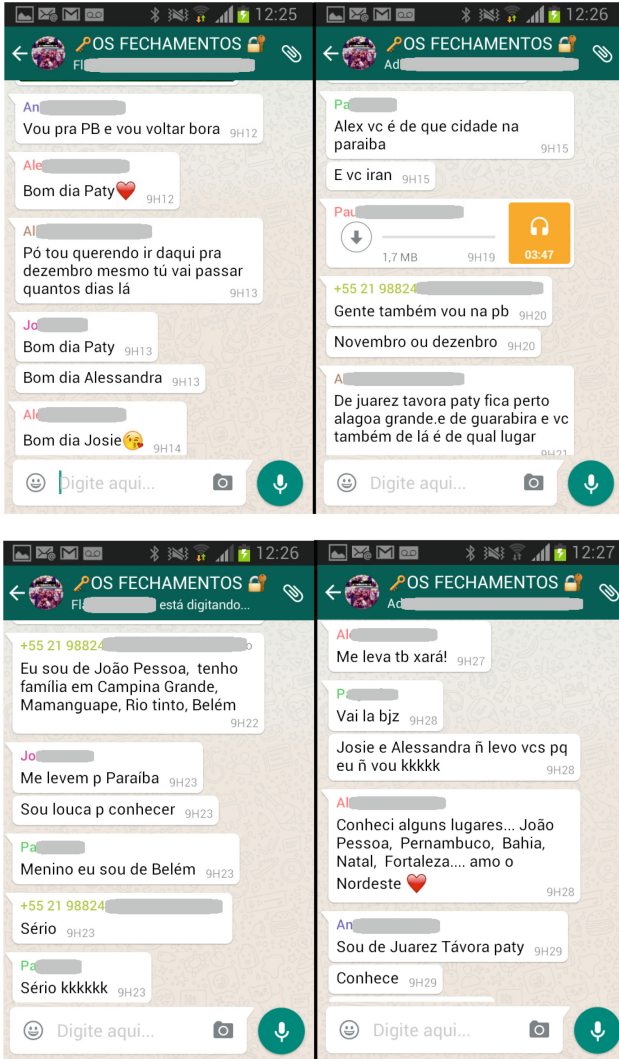 12:25
OS FECHAMENTOS
Fl
An
Vou pra PB e vou voltar bora 9H12
Ale
Bom dia Paty 9H12
Al
Pó tou querendo ir daqui pra
dezembro mesmo tú vai passar
quantos dias lá 9H13
Jo
Bom dia Paty 9H13
Bom dia Alessandra 9H13
Al
Bom dia Josie 9H14
Digite aqui...
12:26
OS FECHAMENTOS
Ad
Pa
Alex vc é de que cidade na
paraiba 9H15
E vc iran 9H15
Pau
1,7 MB 9H19 03:47
+55 21 98824
Gente também vou na pb 9H20
Novembro ou dezenbro 9H20
A
De juarez tavora paty fica perto
alagoa grande.e de guarabira e vc
também de lá é de qual lugar
9H21
Digite aqui...
12:26
OS FECHAMENTOS
Fl está digitando...
+55 21 98824 o
Eu sou de João Pessoa, tenho
família em Campina Grande,
Mamanguape, Rio tinto, Belém
9H22
Jo
Me levem p Paraíba 9H23
Sou louca p conhecer 9H23
Pa
Menino eu sou de Belém 9H23
+55 21 98824
Sério 9H23
Pa
Sério kkkkkk 9H23
Digite aqui...
12:27
OS FECHAMENTOS
Ad
Al
Me leva tb xará! 9H27
P
Vai la bjz 9H28
Josie e Alessandra ñ levo vcs pq
eu ñ vou kkkkk 9H28
Al
Conheci alguns lugares... João
Pessoa, Pernambuco, Bahia,
Natal, Fortaleza.... amo o
Nordeste 9H28
An
Sou de Juarez Távora paty 9H29
Conhece 9H29
Digite aqui...